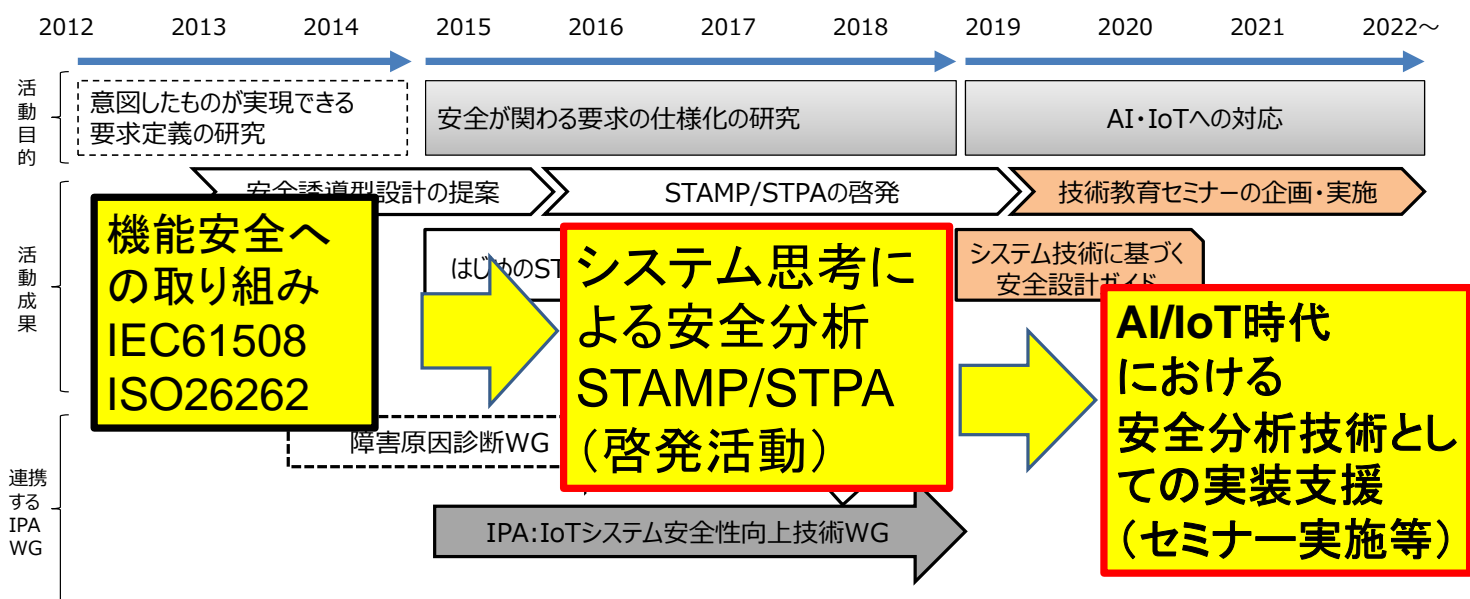 2012 2013 2014 2015 2016 2017 2018 2019 2020 2021 2022～
活動目的
意図したものが実現できる
要求定義の研究
安全が関わる要求の仕様化の研究
AI・IoTへの対応
活動成果
安全誘導型設計の提案
STAMP/STPAの啓発
技術教育セミナーの企画・実施
はじめのST
システム技術に基づく
安全設計ガイド
機能安全へ
の取り組み
IEC61508
ISO26262
システム思考に
よる安全分析
STAMP/STPA
（啓発活動）
AI/IoT時代
における
安全分析技術とし
ての実装支援
（セミナー実施等）
連携
する
IPA
WG
障害原因診断WG
IPA:IoTシステム安全性向上技術WG